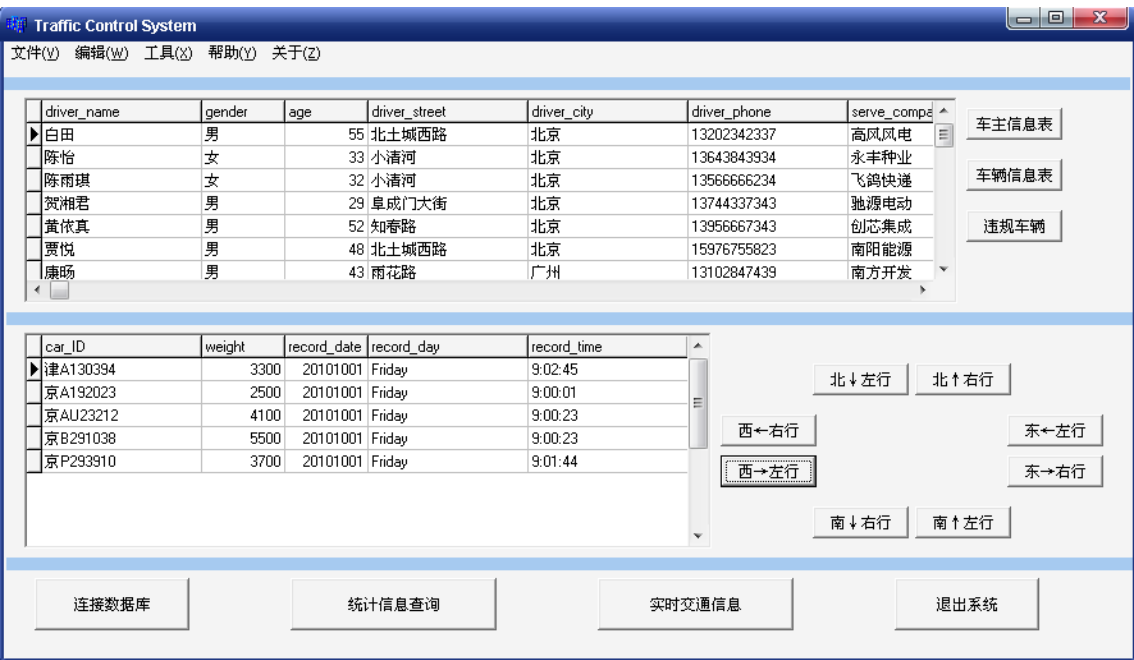 Traffic Control System
文件(V) 编辑(W) 工具(X) 帮助(Y) 关于(Z)
driver_name gender age driver_street driver_city driver_phone serve_compa
白田 男 55 北土城西路 北京 13202342337 高风风电
陈怡 女 33 小清河 北京 13643843934 永丰种业
陈雨琪 女 32 小清河 北京 13566666234 飞鸽快递
贺湘君 男 29 阜成门大街 北京 13744337343 驰源电动
黄依真 男 52 知春路 北京 13956667343 创芯集成
贾悦 男 48 北土城西路 北京 15976755823 南阳能源
康旸 男 43 雨花路 广州 13102847439 南方开发
车主信息表
车辆信息表
违规车辆
car_ID weight record_date record_day record_time
津A130394 3300 20101001 Friday 9:02:45
京A192023 2500 20101001 Friday 9:00:01
京AU23212 4100 20101001 Friday 9:00:23
京B291038 5500 20101001 Friday 9:00:23
京P293910 3700 20101001 Friday 9:01:44
北↓左行 北↑右行
西←右行 东←左行
西→左行 东→右行
南↓右行 南↑左行
连接数据库 统计信息查询 实时交通信息 退出系统